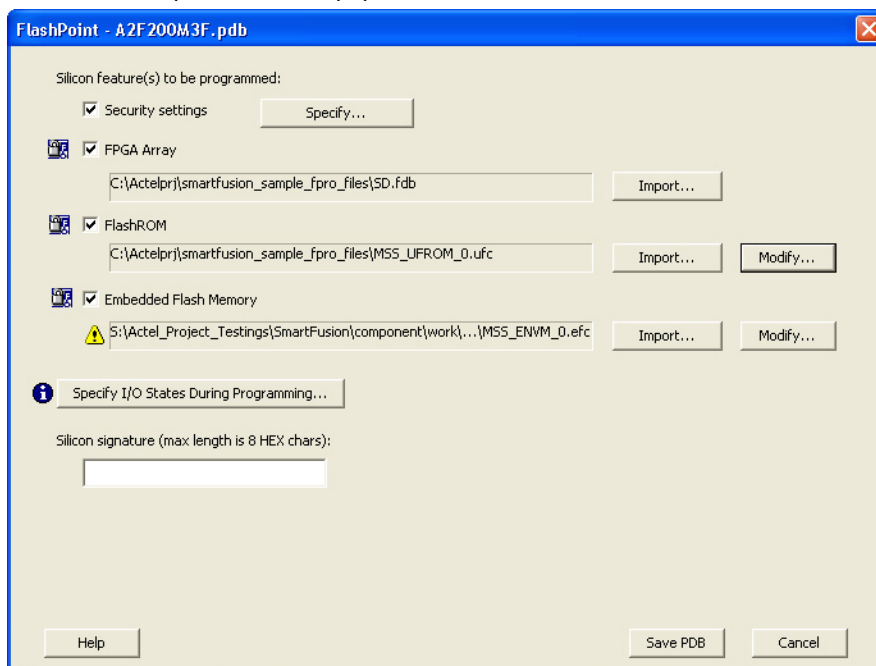 FlashPoint - A2F200M3F.pdb
Silicon feature(s) to be programmed:
Security settings
Specify...
FPGA Array
C:\Actelprj\smartfusion_sample_fpro_files\SD.fdb
Import...
FlashROM
C:\Actelprj\smartfusion_sample_fpro_files\MSS_UFROM_0.ufc
Import...
Modify...
Embedded Flash Memory
S:\Actel_Project_Testings\SmartFusion\component\work\...\MSS_ENVM_0.efc
Import...
Modify...
Specify I/O States During Programming...
Silicon signature (max length is 8 HEX chars):
Help
Save PDB
Cancel